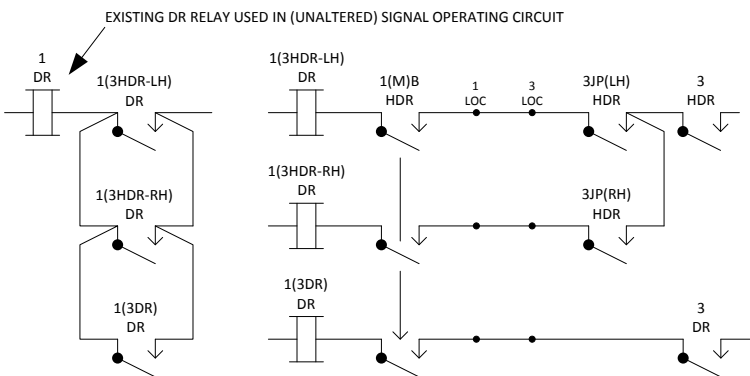 EXISTING DR RELAY USED IN (UNALTERED) SIGNAL OPERATING CIRCUIT
1
DR
1(3HDR-LH)
DR
1(3HDR-LH)
DR
1(M)B
HDR
1
LOC
3
LOC
3JP(LH)
HDR
3
HDR
1(3HDR-RH)
DR
1(3HDR-RH)
DR
3JP(RH)
HDR
1(3DR)
DR
1(3DR)
DR
3
DR